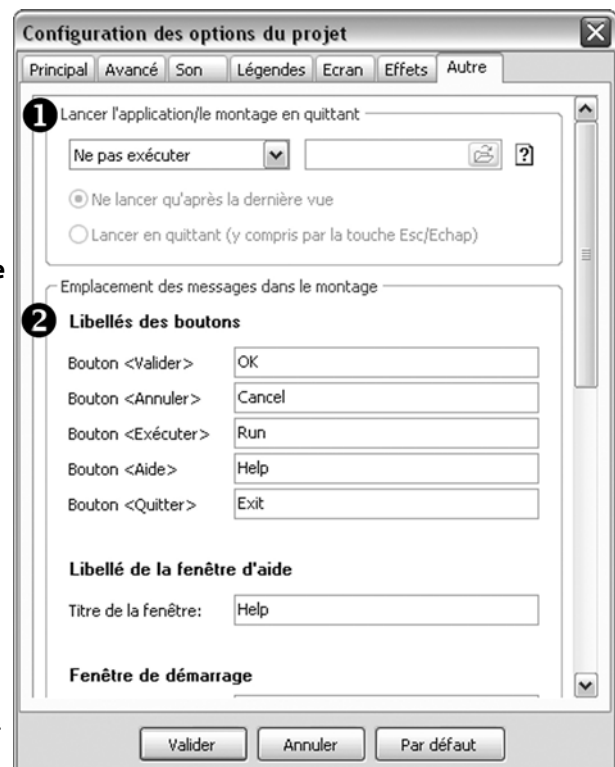 Configuration des options du projet
Principal Avancé Son Légendes Ecran Effets Autre
1 Lancer l'application/le montage en quittant
Ne pas exécuter
?
Ne lancer qu'après la dernière vue
Lancer en quittant (y compris par la touche Esc/Echap)
e
Emplacement des messages dans le montage
2 Libellés des boutons
Bouton <Valider> OK
Bouton <Annuler> Cancel
Bouton <Exécuter> Run
Bouton <Aide> Help
Bouton <Quitter> Exit
Libellé de la fenêtre d'aide
Titre de la fenêtre: Help
Fenêtre de démarrage
Valider Annuler Par défaut